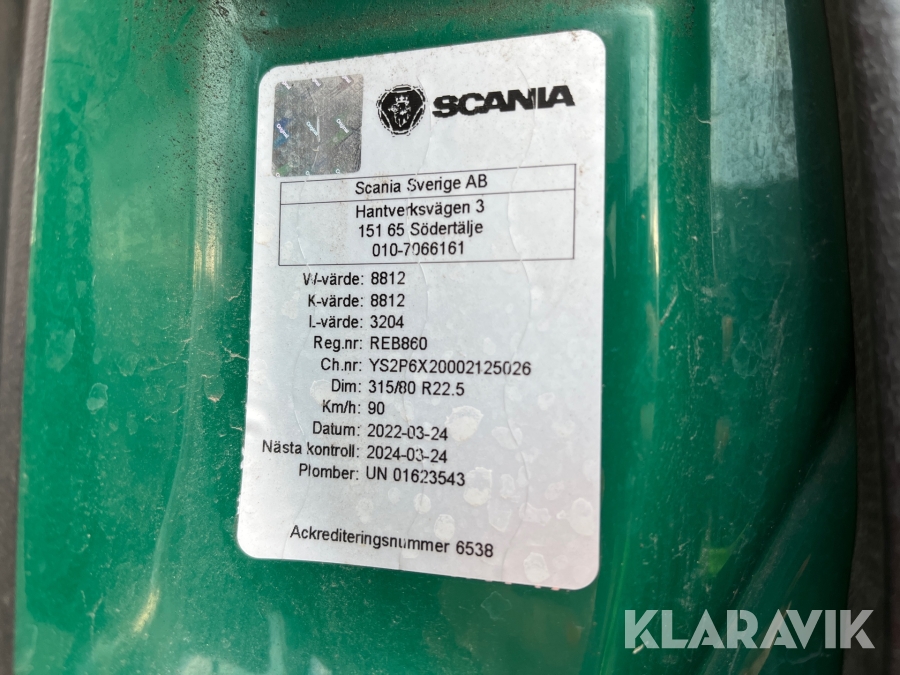 SCANIA
Scania Sverige AB
Hantverksvägen 3
151 65 Södertälje
010-7066161
W-värde: 8812
K-värde: 8812
L-värde: 3204
Reg.nr: REB860
Ch.nr: YS2P6X20002125026
Dim: 315/80 R22.5
Km/h: 90
Datum: 2022-03-24
Nästa kontroll: 2024-03-24
Plomber: UN 01623543
Ackrediteringsnummer 6538
KLARAVIK